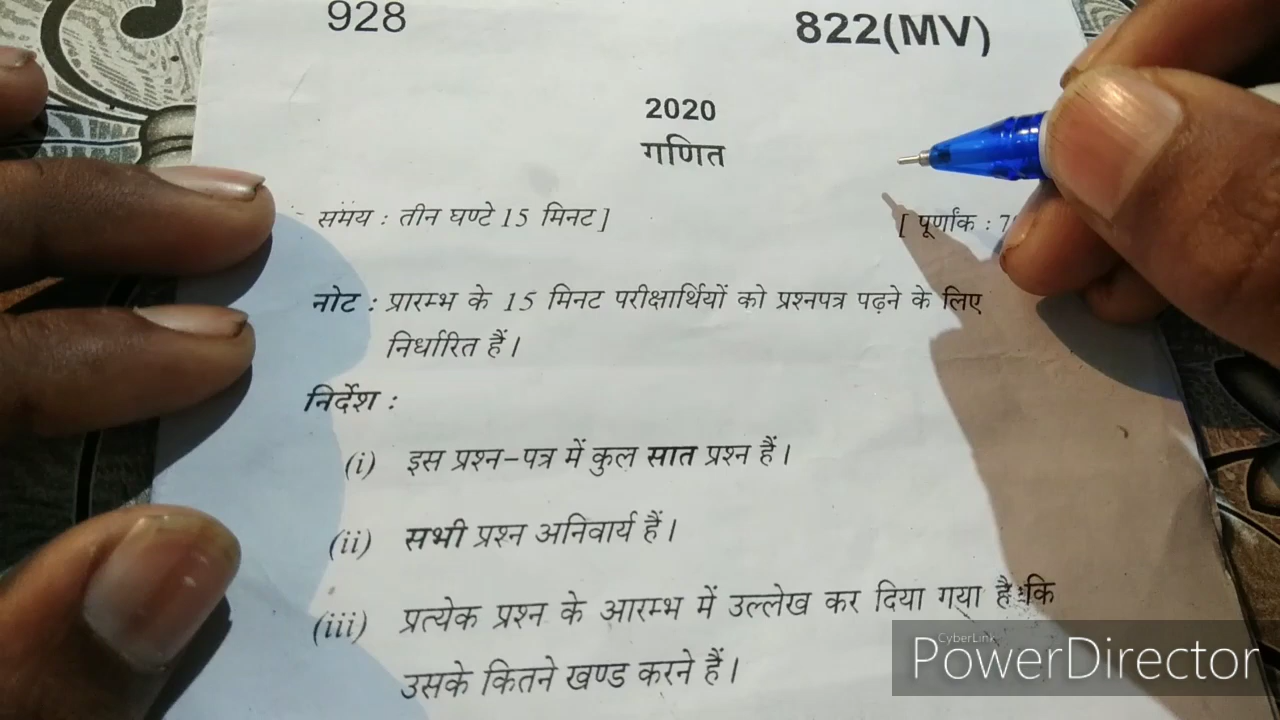 928
822(MV)
2020
गणित
समय : तीन घण्टे 15 मिनट ]
[ पूर्णांक : 7
नोट : प्रारम्भ के 15 मिनट परीक्षार्थियों को प्रश्नपत्र पढ़ने के लिए
निर्धारित हैं ।
निर्देश :
(i) इस प्रश्न-पत्र में कुल सात प्रश्न हैं ।
(ii) सभी प्रश्न अनिवार्य हैं ।
(iii) प्रत्येक प्रश्न के आरम्भ में उल्लेख कर दिया गया है कि
उसके कितने खण्ड करने हैं ।
CyberLink
PowerDirector